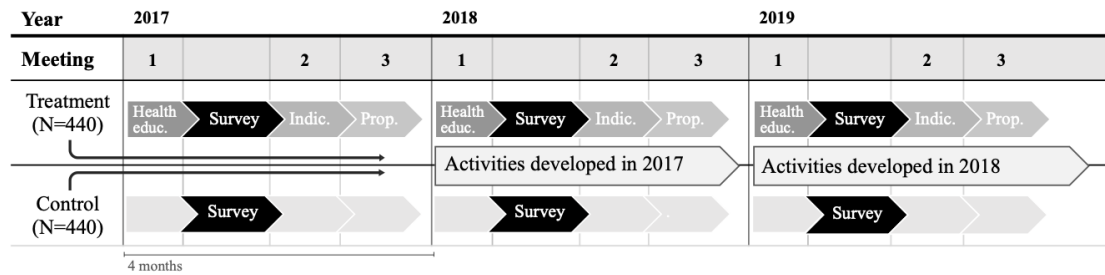 Year 2017 2018 2019
Meeting 1 2 3 1 2 3 1 2 3
Treatment
(N=440)
Health
educ. Survey Indic. Prop. Health
educ. Survey Indic. Prop. Health
educ. Survey Indic. Prop.
Activities developed in 2017 Activities developed in 2018
Control
(N=440)
Survey Survey Survey
4 months